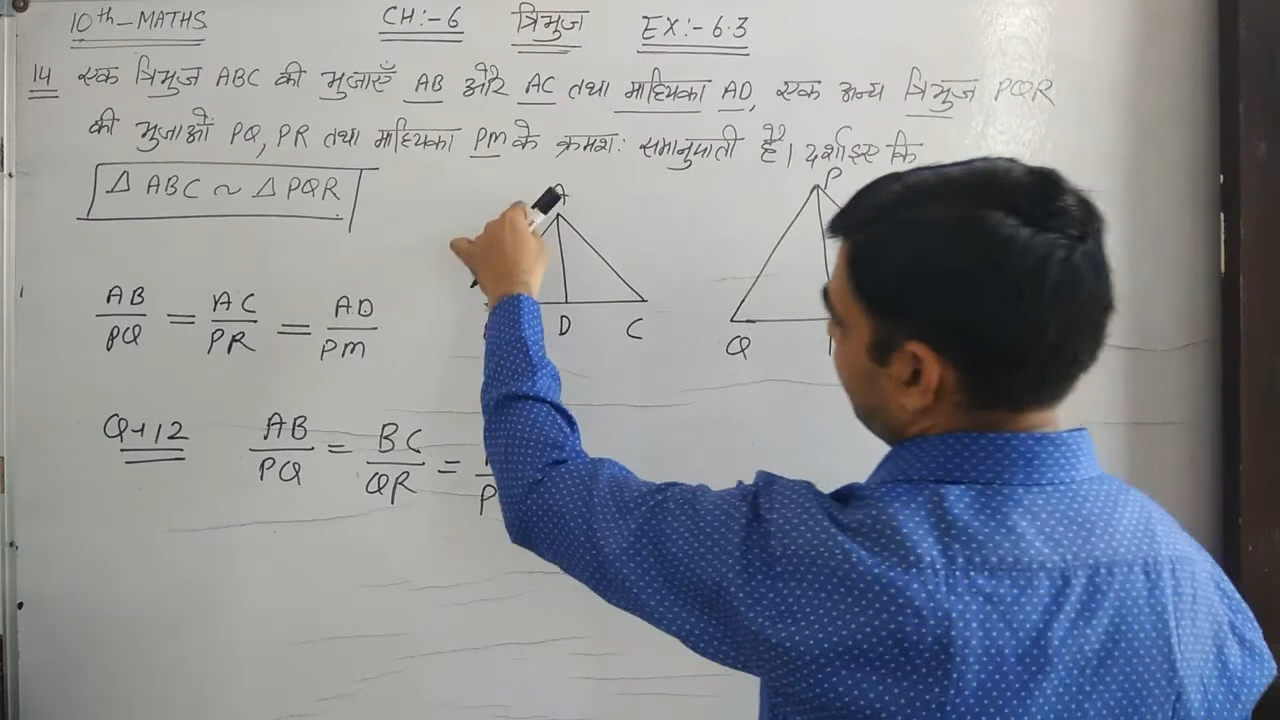 10th-MATHS CH:-6 त्रिभुज EX:-6.3
14 एक त्रिभुज ABC की भुजाएँ AB और AC तथा माध्यिका AD, एक अन्य त्रिभुज PQR
की भुजाओं PQ, PR तथा माध्यिका PM के क्रमशः समानुपाती है। दर्शाइए कि
△ ABC ~ △ PQR
A
P
AB/PQ = AC/PR = AD/PM
D C
Q
Q+12 AB/PQ = BC/QR =